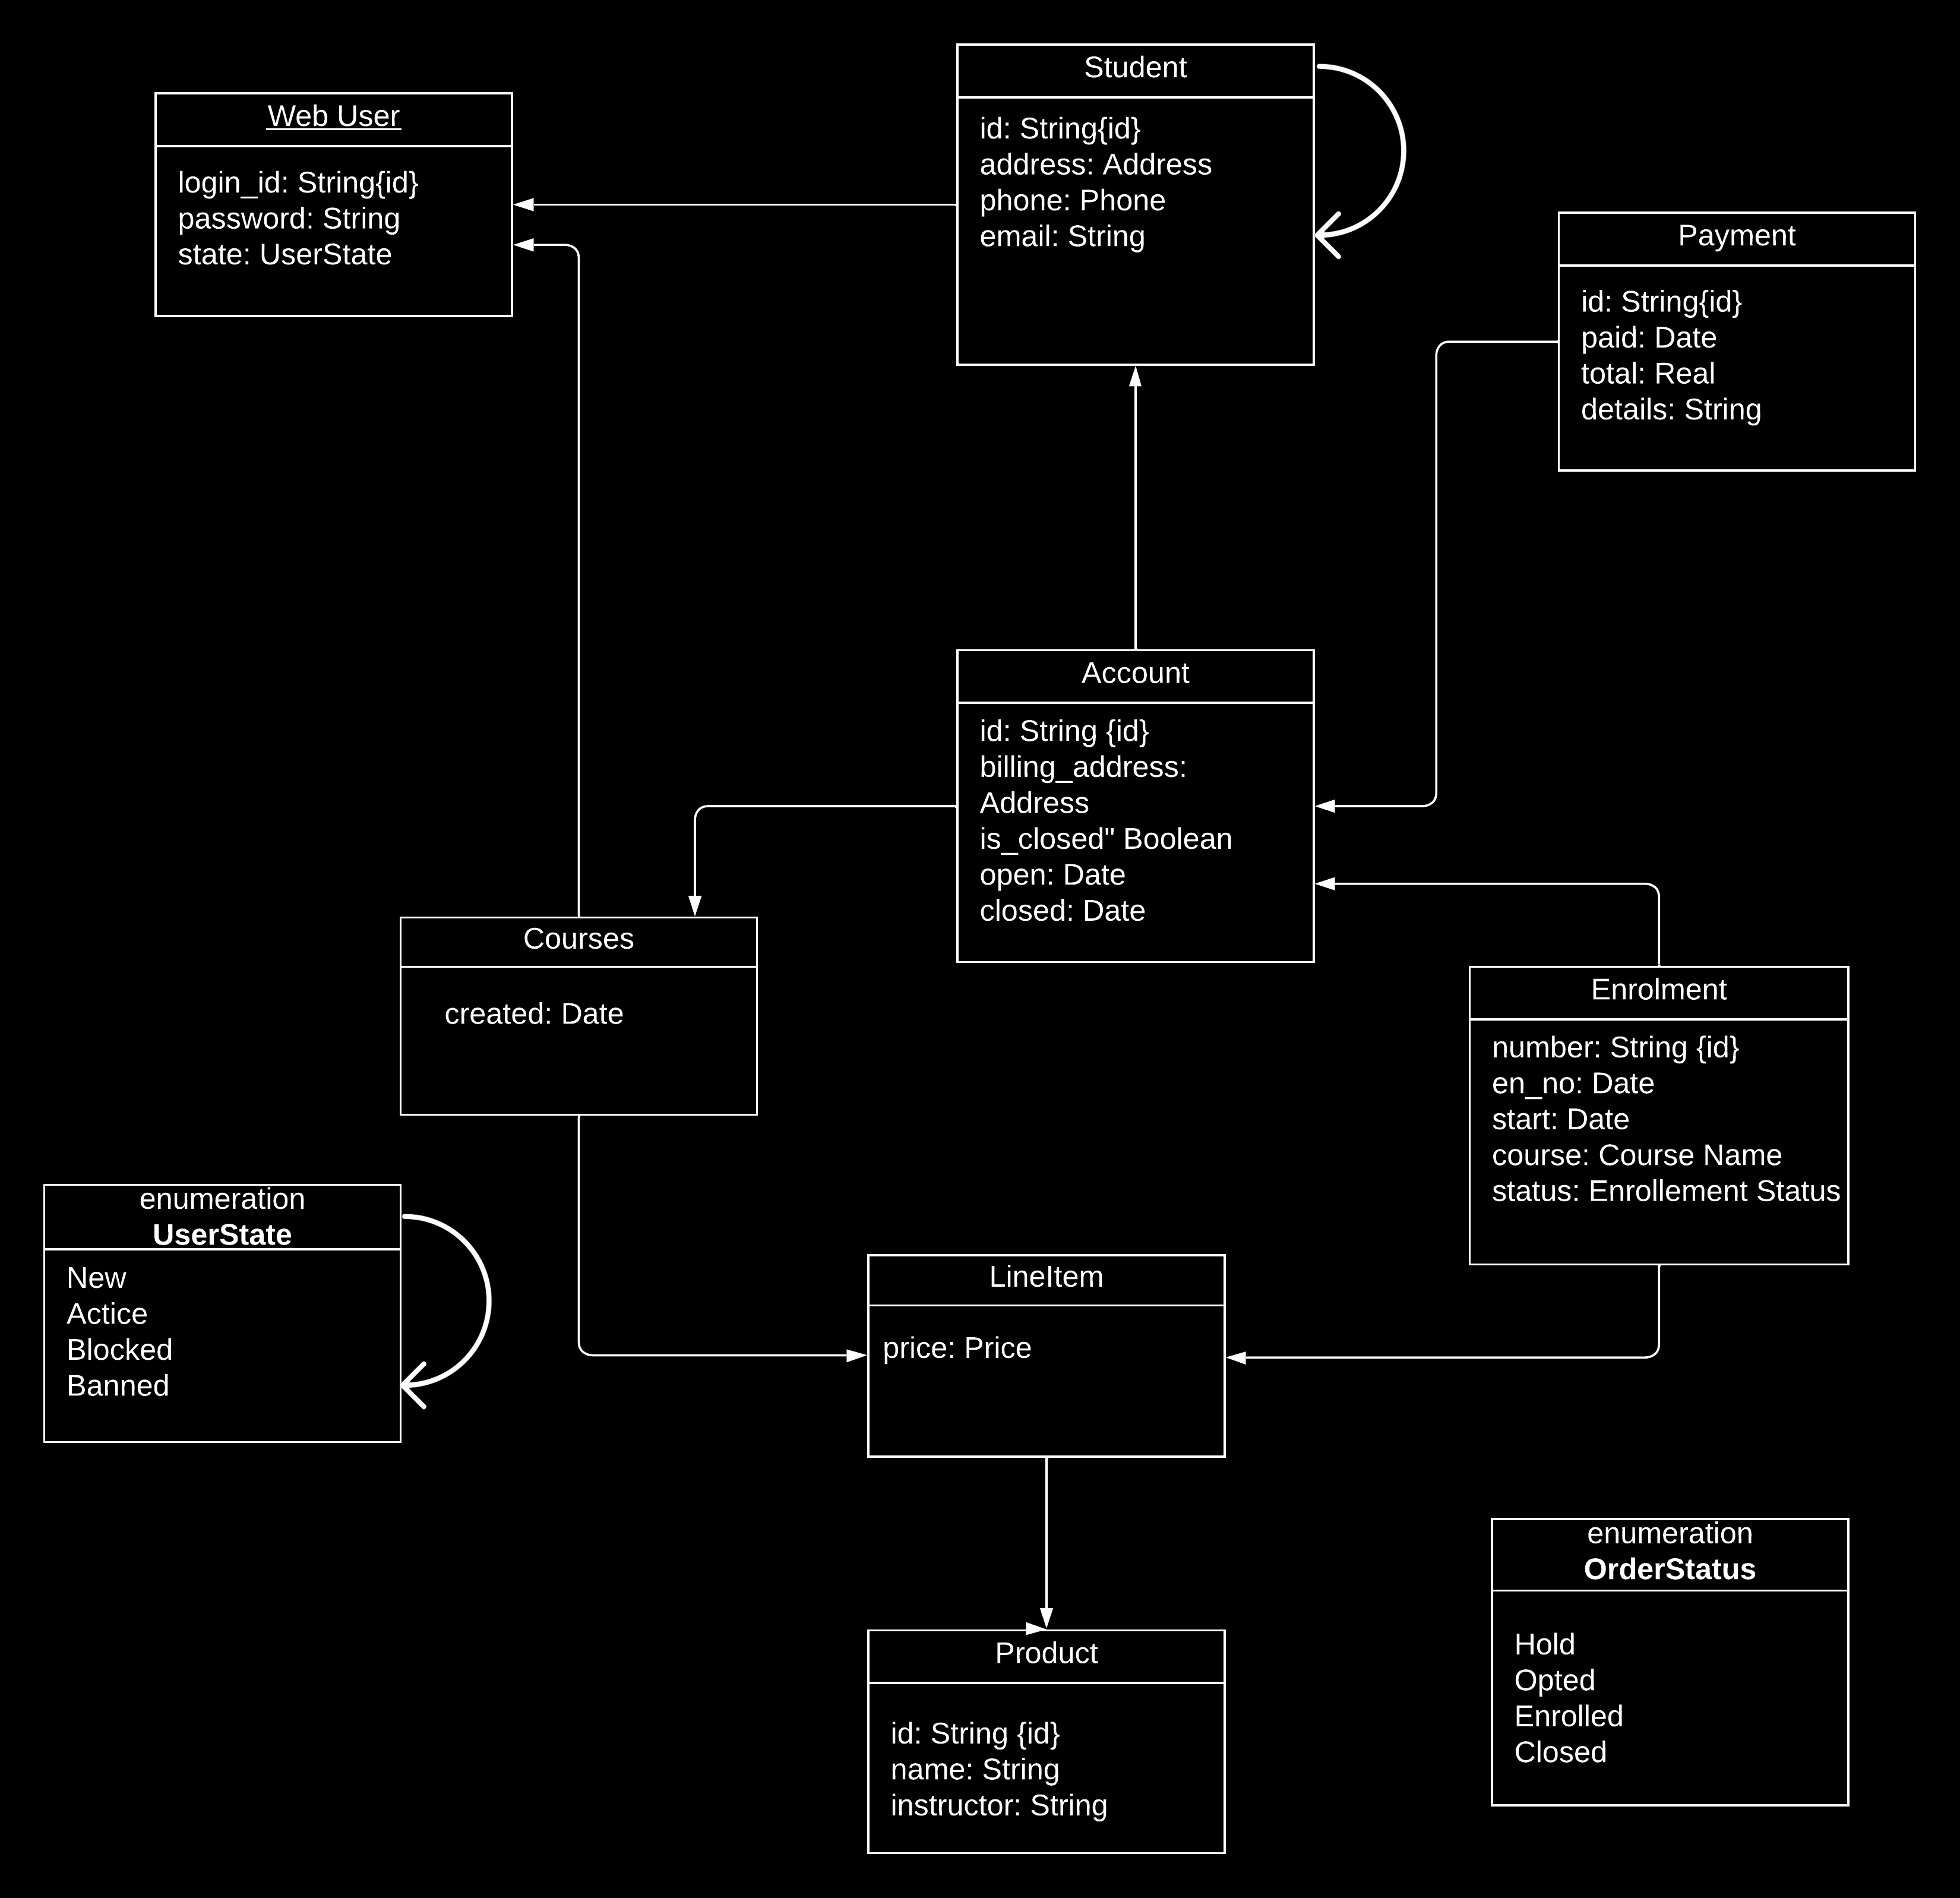 Student
id: String{id}
address: Address
phone: Phone
email: String
Web User
login_id: String{id}
password: String
state: UserState
Payment
id: String{id}
paid: Date
total: Real
details: String
Account
id: String {id}
billing_address:
Address
is_closed" Boolean
open: Date
closed: Date
Courses
created: Date
Enrolment
number: String {id}
en_no: Date
start: Date
course: Course Name
status: Enrollement Status
enumeration
UserState
New
Actice
Blocked
Banned
LineItem
price: Price
enumeration
OrderStatus
Hold
Opted
Enrolled
Closed
Product
id: String {id}
name: String
instructor: String